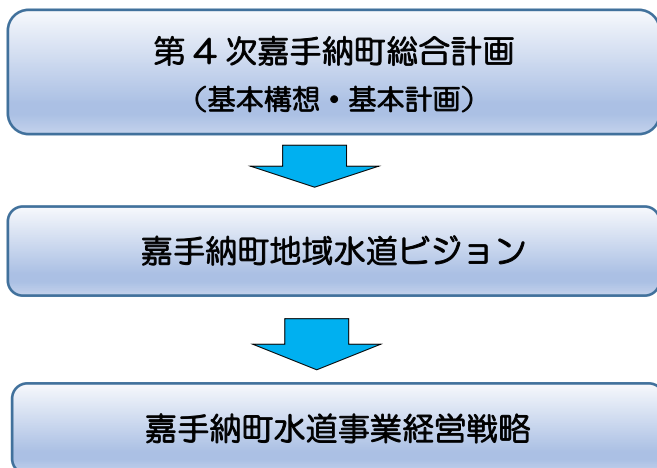 第４次嘉手納町総合計画
（基本構想・基本計画）
嘉手納町地域水道ビジョン
嘉手納町水道事業経営戦略